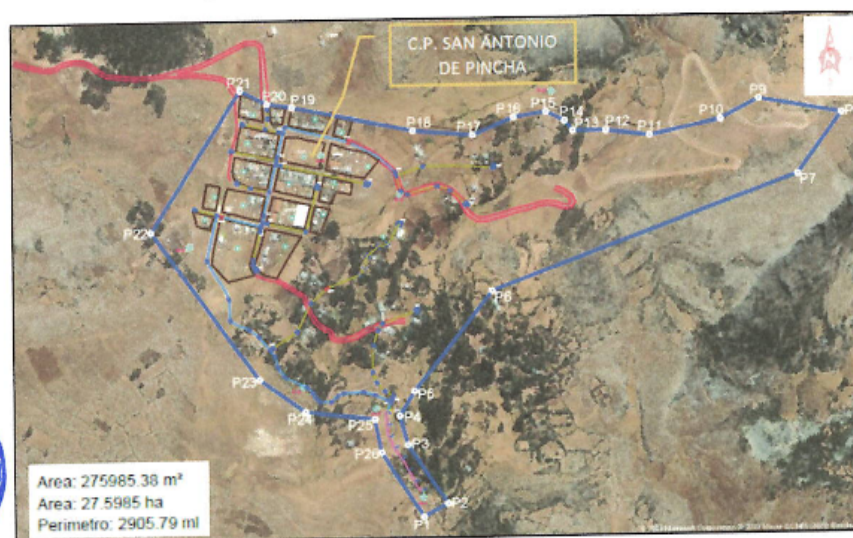 C.P. SAN ANTONIO
DE PINCHA
P21
P20
P19
P18
P17
P16
P15
P14
P13
P12
P11
P10
P9
P7
P22
P6
P23
P5
P24
P4
P25
P3
P26
P2
P1
Area: 275985.38 m²
Area: 27.5985 ha
Perimetro: 2905.79 ml